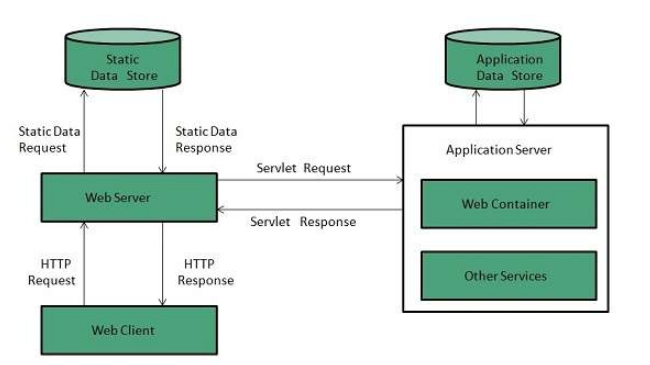 Static
Data Store
Application
Data Store
Static Data
Request
Static Data
Response
Servlet Request
Application Server
Web Server
Web Container
Servlet Response
HTTP
Request
HTTP
Response
Other Services
Web Client